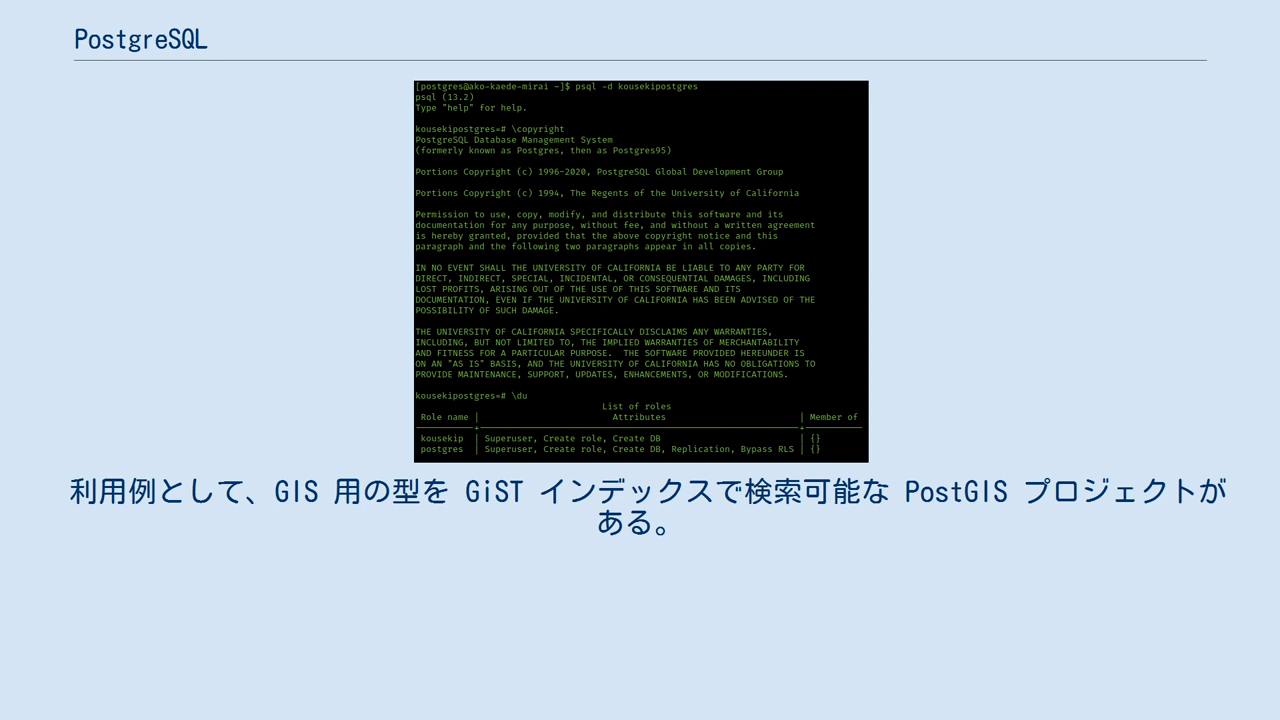 PostgreSQL
[postgres@ako-kaede-mirai ~]$ psql -d kousekipostgres
psql (13.2)
Type "help" for help.
kousekipostgres=# \copyright
PostgreSQL Database Management System
(formerly known as Postgres, then as Postgres95)
Portions Copyright (c) 1996-2020, PostgreSQL Global Development Group
Portions Copyright (c) 1994, The Regents of the University of California
Permission to use, copy, modify, and distribute this software and its
documentation for any purpose, without fee, and without a written agreement
is hereby granted, provided that the above copyright notice and this
paragraph and the following two paragraphs appear in all copies.
IN NO EVENT SHALL THE UNIVERSITY OF CALIFORNIA BE LIABLE TO ANY PARTY FOR
DIRECT, INDIRECT, SPECIAL, INCIDENTAL, OR CONSEQUENTIAL DAMAGES, INCLUDING
LOST PROFITS, ARISING OUT OF THE USE OF THIS SOFTWARE AND ITS
DOCUMENTATION, EVEN IF THE UNIVERSITY OF CALIFORNIA HAS BEEN ADVISED OF THE
POSSIBILITY OF SUCH DAMAGE.
THE UNIVERSITY OF CALIFORNIA SPECIFICALLY DISCLAIMS ANY WARRANTIES,
INCLUDING, BUT NOT LIMITED TO, THE IMPLIED WARRANTIES OF MERCHANTABILITY
AND FITNESS FOR A PARTICULAR PURPOSE.  THE SOFTWARE PROVIDED HEREUNDER IS
ON AN "AS IS" BASIS, AND THE UNIVERSITY OF CALIFORNIA HAS NO OBLIGATIONS TO
PROVIDE MAINTENANCE, SUPPORT, UPDATES, ENHANCEMENTS, OR MODIFICATIONS.
kousekipostgres=# \du
List of roles
Role name | Attributes | Member of
kousekip | Superuser, Create role, Create DB | {}
postgres | Superuser, Create role, Create DB, Replication, Bypass RLS | {}
利用例として、GIS 用の型を GiST インデックスで検索可能な PostGIS プロジェクトが
ある。